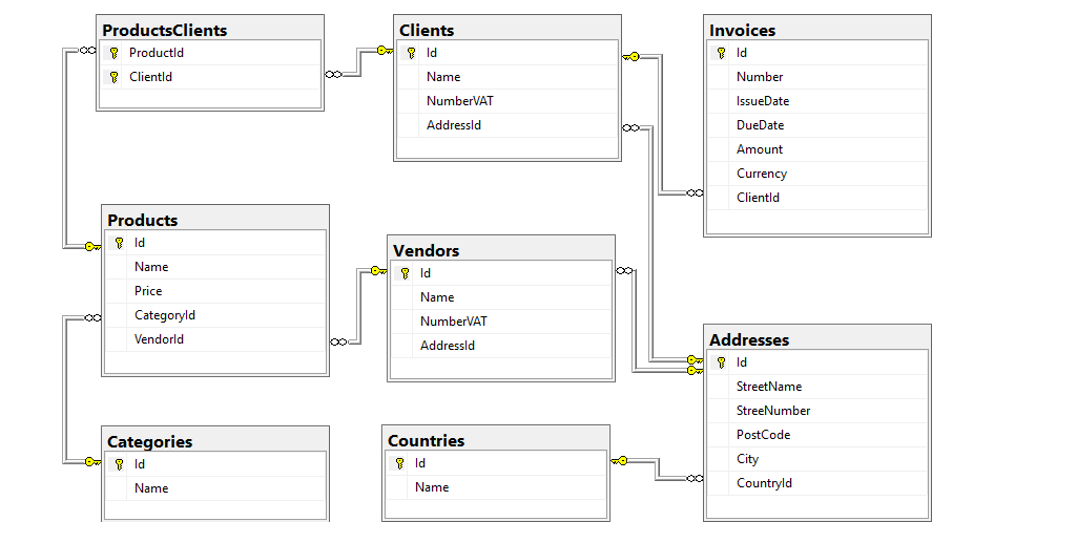 ProductsClients
ProductId
ClientId
Clients
Id
Name
NumberVAT
AddressId
Invoices
Id
Number
IssueDate
DueDate
Amount
Currency
ClientId
Products
Id
Name
Price
CategoryId
VendorId
Vendors
Id
Name
NumberVAT
AddressId
Addresses
Id
StreetName
StreeNumber
PostCode
City
CountryId
Categories
Id
Name
Countries
Id
Name